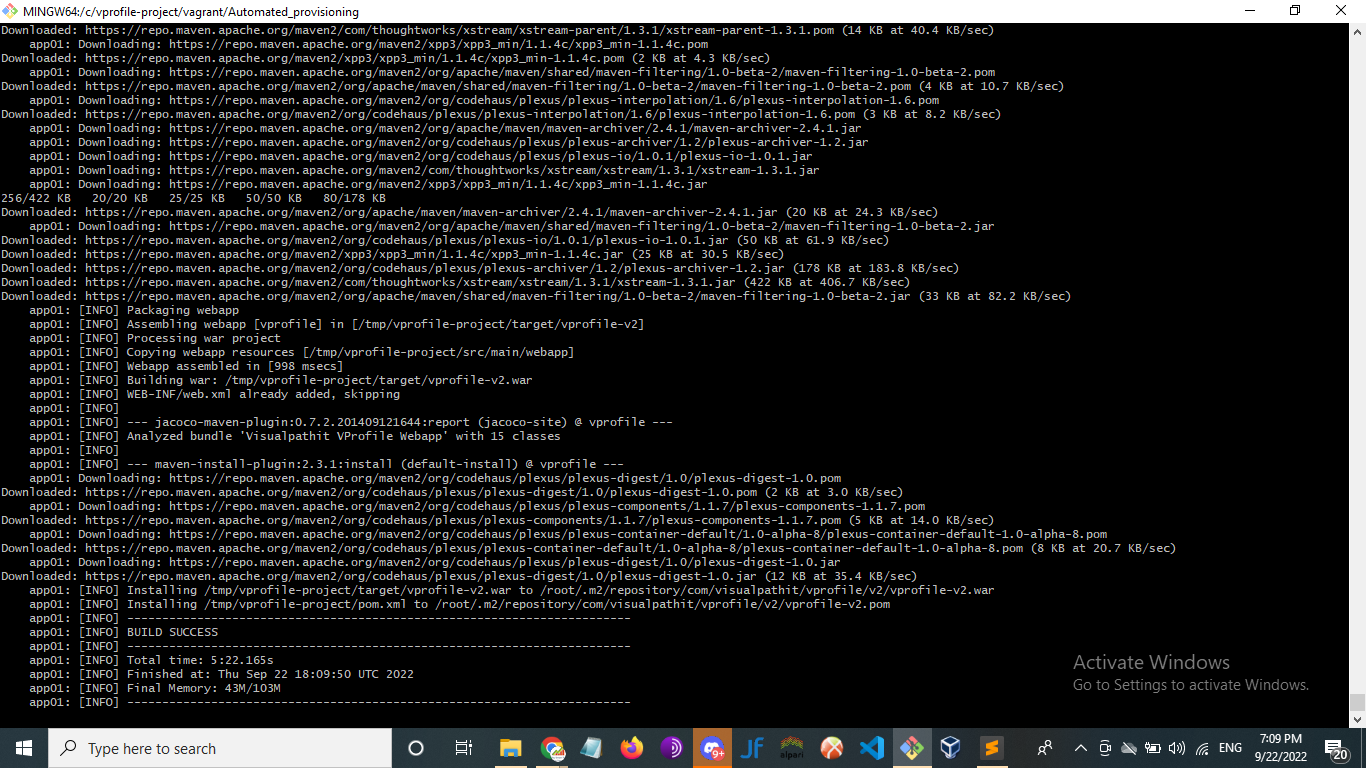 MINGW64:/c/vprofile-project/vagrant/Automated_provisioning
Downloaded: https://repo.maven.apache.org/maven2/com/thoughtworks/xstream/xstream-parent/1.3.1/xstream-parent-1.3.1.pom (14 KB at 40.4 KB/sec)
app01: Downloading: https://repo.maven.apache.org/maven2/xpp3/xpp3_min/1.1.4c/xpp3_min-1.1.4c.pom
Downloaded: https://repo.maven.apache.org/maven2/xpp3/xpp3_min/1.1.4c/xpp3_min-1.1.4c.pom (2 KB at 4.3 KB/sec)
app01: Downloading: https://repo.maven.apache.org/maven2/org/apache/maven/shared/maven-filtering/1.0-beta-2/maven-filtering-1.0-beta-2.pom
Downloaded: https://repo.maven.apache.org/maven2/org/apache/maven/shared/maven-filtering/1.0-beta-2/maven-filtering-1.0-beta-2.pom (4 KB at 10.7 KB/sec)
app01: Downloading: https://repo.maven.apache.org/maven2/org/codehaus/plexus/plexus-interpolation/1.6/plexus-interpolation-1.6.pom
Downloaded: https://repo.maven.apache.org/maven2/org/codehaus/plexus/plexus-interpolation/1.6/plexus-interpolation-1.6.pom (3 KB at 8.2 KB/sec)
app01: Downloading: https://repo.maven.apache.org/maven2/org/apache/maven/maven-archiver/2.4.1/maven-archiver-2.4.1.jar
app01: Downloading: https://repo.maven.apache.org/maven2/org/codehaus/plexus/plexus-archiver/1.2/plexus-archiver-1.2.jar
app01: Downloading: https://repo.maven.apache.org/maven2/org/codehaus/plexus/plexus-io/1.0.1/plexus-io-1.0.1.jar
app01: Downloading: https://repo.maven.apache.org/maven2/com/thoughtworks/xstream/xstream/1.3.1/xstream-1.3.1.jar
app01: Downloading: https://repo.maven.apache.org/maven2/xpp3/xpp3_min/1.1.4c/xpp3_min-1.1.4c.jar
256/422 KB   20/20 KB   25/25 KB   50/50 KB   80/178 KB
Downloaded: https://repo.maven.apache.org/maven2/org/apache/maven/maven-archiver/2.4.1/maven-archiver-2.4.1.jar (20 KB at 24.3 KB/sec)
app01: Downloading: https://repo.maven.apache.org/maven2/org/apache/maven/shared/maven-filtering/1.0-beta-2/maven-filtering-1.0-beta-2.jar
Downloaded: https://repo.maven.apache.org/maven2/org/codehaus/plexus/plexus-io/1.0.1/plexus-io-1.0.1.jar (50 KB at 61.9 KB/sec)
Downloaded: https://repo.maven.apache.org/maven2/xpp3/xpp3_min/1.1.4c/xpp3_min-1.1.4c.jar (25 KB at 30.5 KB/sec)
Downloaded: https://repo.maven.apache.org/maven2/org/codehaus/plexus/plexus-archiver/1.2/plexus-archiver-1.2.jar (178 KB at 183.8 KB/sec)
Downloaded: https://repo.maven.apache.org/maven2/com/thoughtworks/xstream/xstream/1.3.1/xstream-1.3.1.jar (422 KB at 406.7 KB/sec)
Downloaded: https://repo.maven.apache.org/maven2/org/apache/maven/shared/maven-filtering/1.0-beta-2/maven-filtering-1.0-beta-2.jar (33 KB at 82.2 KB/sec)
app01: [INFO] Packaging webapp
app01: [INFO] Assembling webapp [vprofile] in [/tmp/vprofile-project/target/vprofile-v2]
app01: [INFO] Processing war project
app01: [INFO] Copying webapp resources [/tmp/vprofile-project/src/main/webapp]
app01: [INFO] Webapp assembled in [998 msecs]
app01: [INFO] Building war: /tmp/vprofile-project/target/vprofile-v2.war
app01: [INFO] WEB-INF/web.xml already added, skipping
app01: [INFO]
app01: [INFO] --- jacoco-maven-plugin:0.7.2.201409121644:report (jacoco-site) @ vprofile ---
app01: [INFO] Analyzed bundle 'Visualpathit VProfile Webapp' with 15 classes
app01: [INFO]
app01: [INFO] --- maven-install-plugin:2.3.1:install (default-install) @ vprofile ---
app01: Downloading: https://repo.maven.apache.org/maven2/org/codehaus/plexus/plexus-digest/1.0/plexus-digest-1.0.pom
Downloaded: https://repo.maven.apache.org/maven2/org/codehaus/plexus/plexus-digest/1.0/plexus-digest-1.0.pom (2 KB at 3.0 KB/sec)
app01: Downloading: https://repo.maven.apache.org/maven2/org/codehaus/plexus/plexus-components/1.1.7/plexus-components-1.1.7.pom
Downloaded: https://repo.maven.apache.org/maven2/org/codehaus/plexus/plexus-components/1.1.7/plexus-components-1.1.7.pom (5 KB at 14.0 KB/sec)
app01: Downloading: https://repo.maven.apache.org/maven2/org/codehaus/plexus/plexus-container-default/1.0-alpha-8/plexus-container-default-1.0-alpha-8.pom
Downloaded: https://repo.maven.apache.org/maven2/org/codehaus/plexus/plexus-container-default/1.0-alpha-8/plexus-container-default-1.0-alpha-8.pom (8 KB at 20.7 KB/sec)
app01: Downloading: https://repo.maven.apache.org/maven2/org/codehaus/plexus/plexus-digest/1.0/plexus-digest-1.0.jar
Downloaded: https://repo.maven.apache.org/maven2/org/codehaus/plexus/plexus-digest/1.0/plexus-digest-1.0.jar (12 KB at 35.4 KB/sec)
app01: [INFO] Installing /tmp/vprofile-project/target/vprofile-v2.war to /root/.m2/repository/com/visualpathit/vprofile/v2/vprofile-v2.war
app01: [INFO] Installing /tmp/vprofile-project/pom.xml to /root/.m2/repository/com/visualpathit/vprofile/v2/vprofile-v2.pom
app01: [INFO] ------------------------------------------------------------------------
app01: [INFO] BUILD SUCCESS
app01: [INFO] ------------------------------------------------------------------------
app01: [INFO] Total time: 5:22.165s
app01: [INFO] Finished at: Thu Sep 22 18:09:50 UTC 2022
app01: [INFO] Final Memory: 43M/103M
app01: [INFO] ------------------------------------------------------------------------
Activate Windows
Go to Settings to activate Windows.
Type here to search
9+
JF
alpari
ENG
7:09 PM
9/22/2022
20